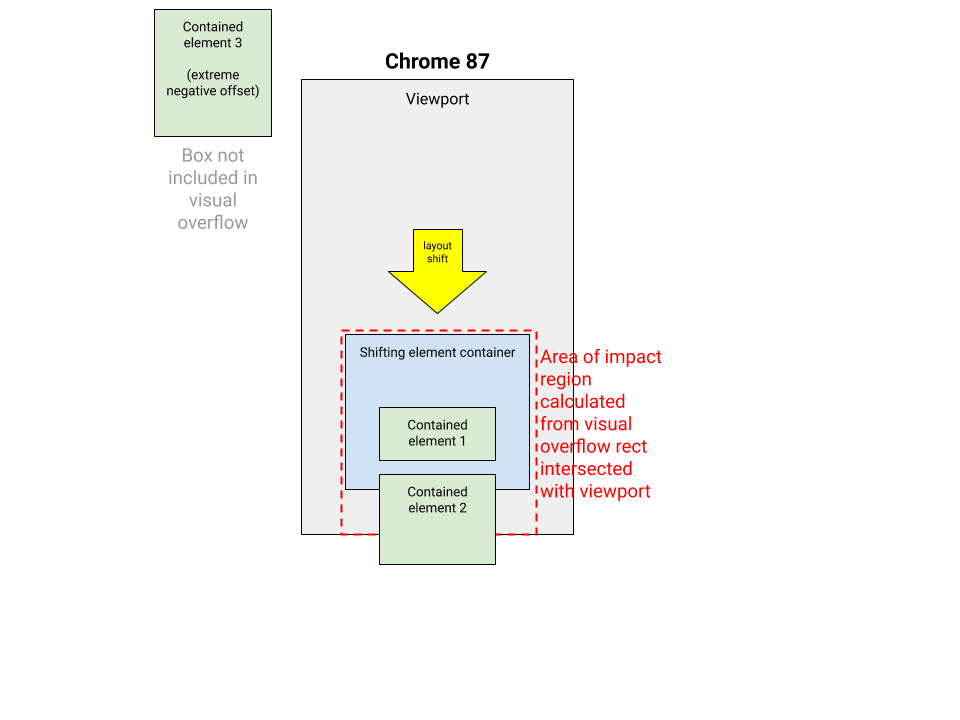 Contained
element 3
(extreme
negative offset)
Box not
included in
visual
overflow
Chrome 87
Viewport
layout
shift
Shifting element container
Contained
element 1
Contained
element 2
Area of impact
region
calculated
from visual
overflow rect
intersected
with viewport